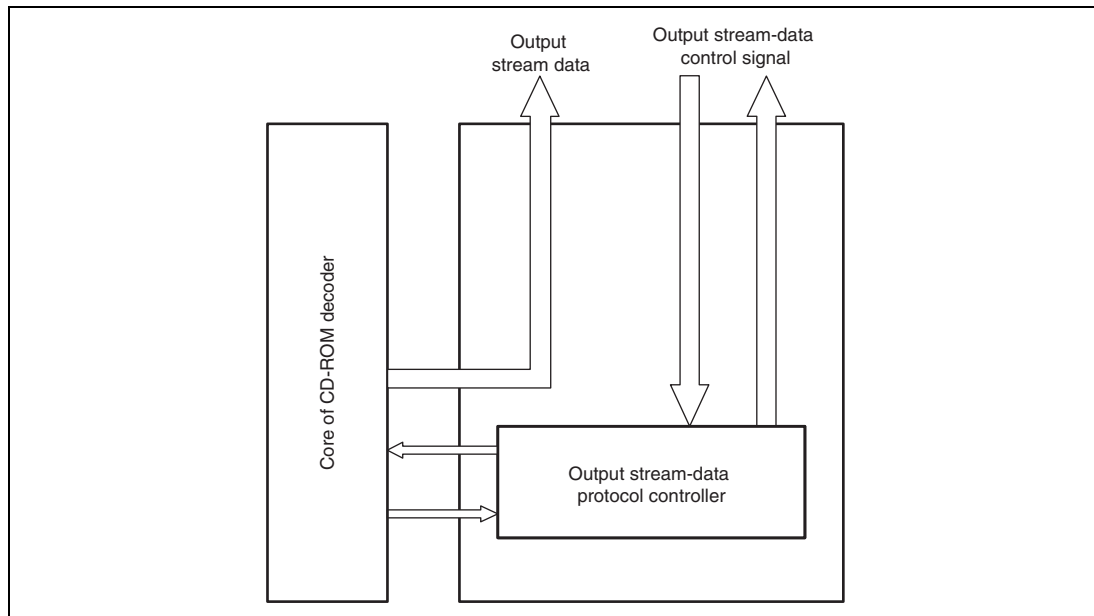 Output
stream data
Output stream-data
control signal
Core of CD-ROM decoder
Output stream-data
protocol controller